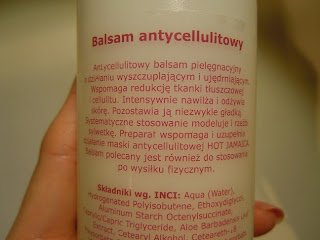 Balsam antycellulitowy
Antycellulitowy balsam pielęgnacyjny
o działaniu wyszczuplającym i ujędrniającym.
Wspomaga redukcję tkanki tłuszczowej
i cellulitu. Intensywnie nawilża i odżywia
skórę. Pozostawia ją niezwykle gładką.
Systematyczne stosowanie modeluje i rzeźbi
sylwetkę. Preparat wspomaga i uzupełnia
działanie maski antycellulitowej HOT JAMAICA.
Balsam polecany jest również do stosowania
po wysiłku fizycznym.
Składniki wg. INCI: Aqua (Water),
Hydrogenated Polyisobutnne, Ethoxydiglycol,
Aluminum Starch Octenylsuccinate,
Caprylic/Capric Triglyceride, Aloe Barbadensis
Extract, Cetearyl Alkohol, Ceteareth-18